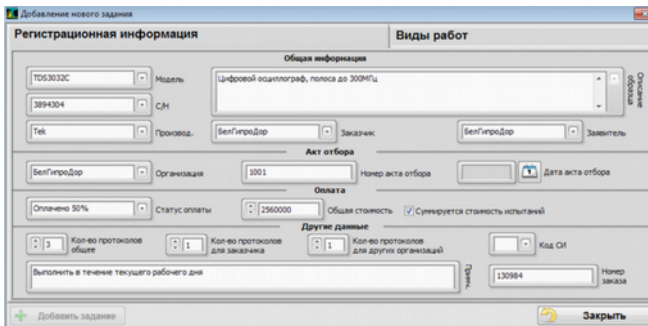 Добавление нового задания
Регистрационная информация
Виды работ
Общая информация
TDS3032C
Модель
Цифровой осциллограф, полоса до 300МГц
Описание образца
3894304
С/Н
Tek
Производ.
БелГипроДор
Заказчик
БелГипроДор
Заявитель
Акт отбора
БелГипроДор
Организация
1001
Номер акта отбора
Дата акта отбора
Оплата
Оплачено 50%
Статус оплаты
2560000
Общая стоимость
Суммируется стоимость испытаний
Другие данные
3
Кол-во протоколов
общее
1
Кол-во протоколов
для заказчика
1
Кол-во протоколов
для других организаций
Код СИ
Выполнить в течение текущего рабочего дня
Прим.
130984
Номер
заказа
Добавить задание
Закрыть